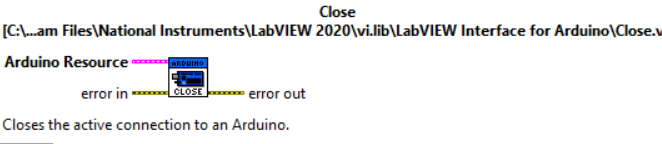 Close
[C:\...am Files\National Instruments\LabVIEW 2020\vi.lib\LabVIEW Interface for Arduino\Close.v
Arduino Resource
ARDUINO
error in
CLOSE
error out
Closes the active connection to an Arduino.